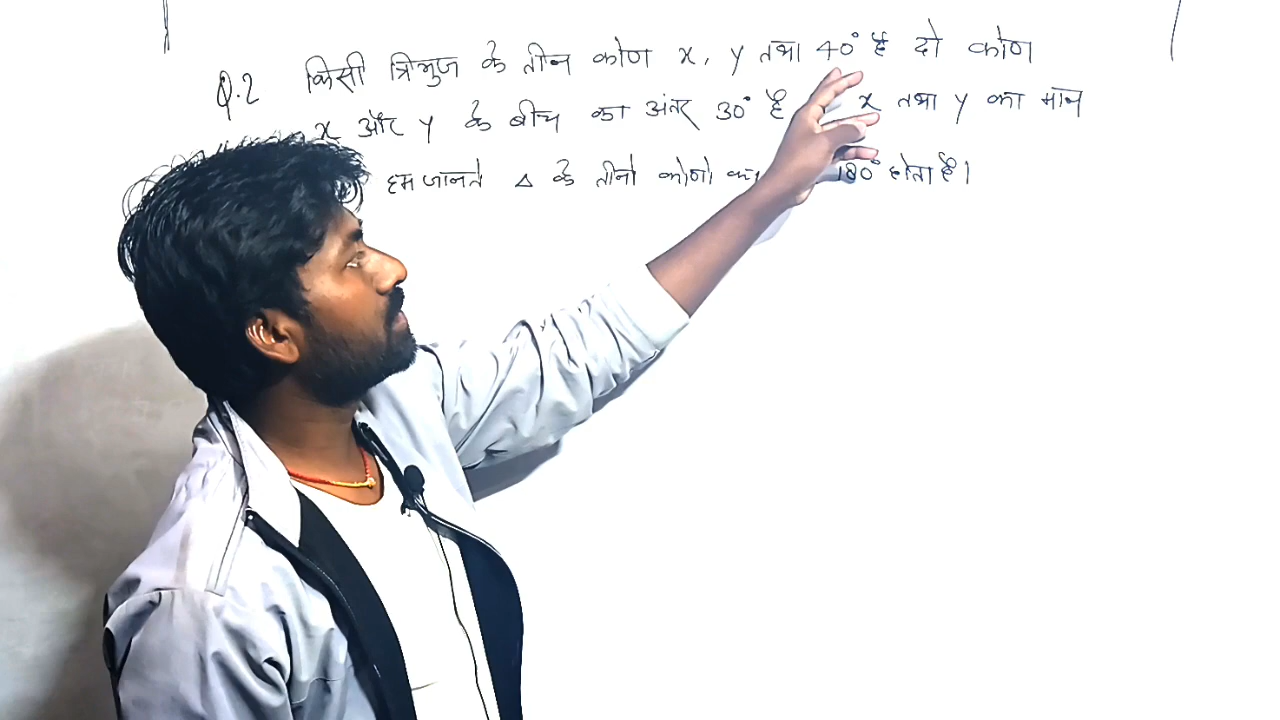 Q.2 किसी त्रिभुज के तीन कोण x, y तथा 40° है दो कोण
x और y के बीच का अंतर 30° है x तथा y का मान
हम जानते △ के तीनो कोणो का 180° होता है।